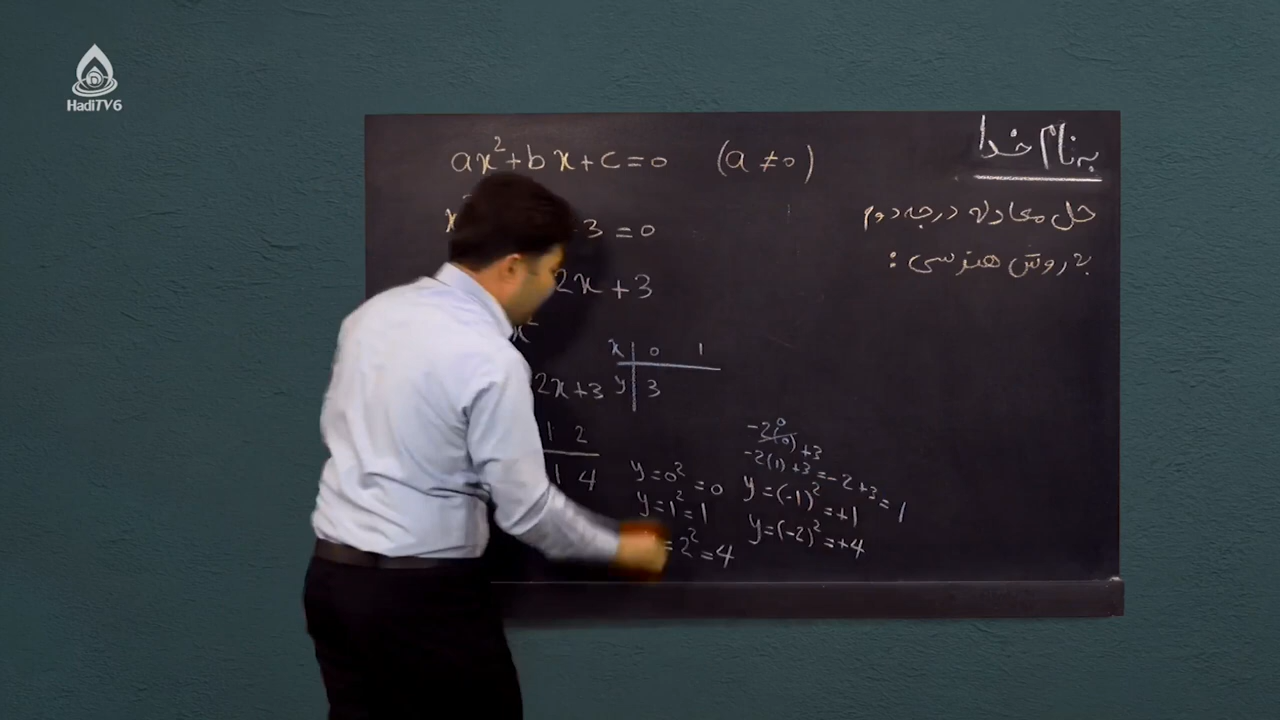 HadiTV6
به نام خدا
حل معادله درجه دوم
به روش هندسی :
ax²+bx+c=0 (a≠0)
3=0
2x+3
x²
x 0 1
2x+3 y 3
1 2
1 4
-2(0)+3
-2(1)+3=-2+3=1
y=0²=0
y=(-1)²=+1
y=1²=1
y=(-2)²=+4
=2²=4